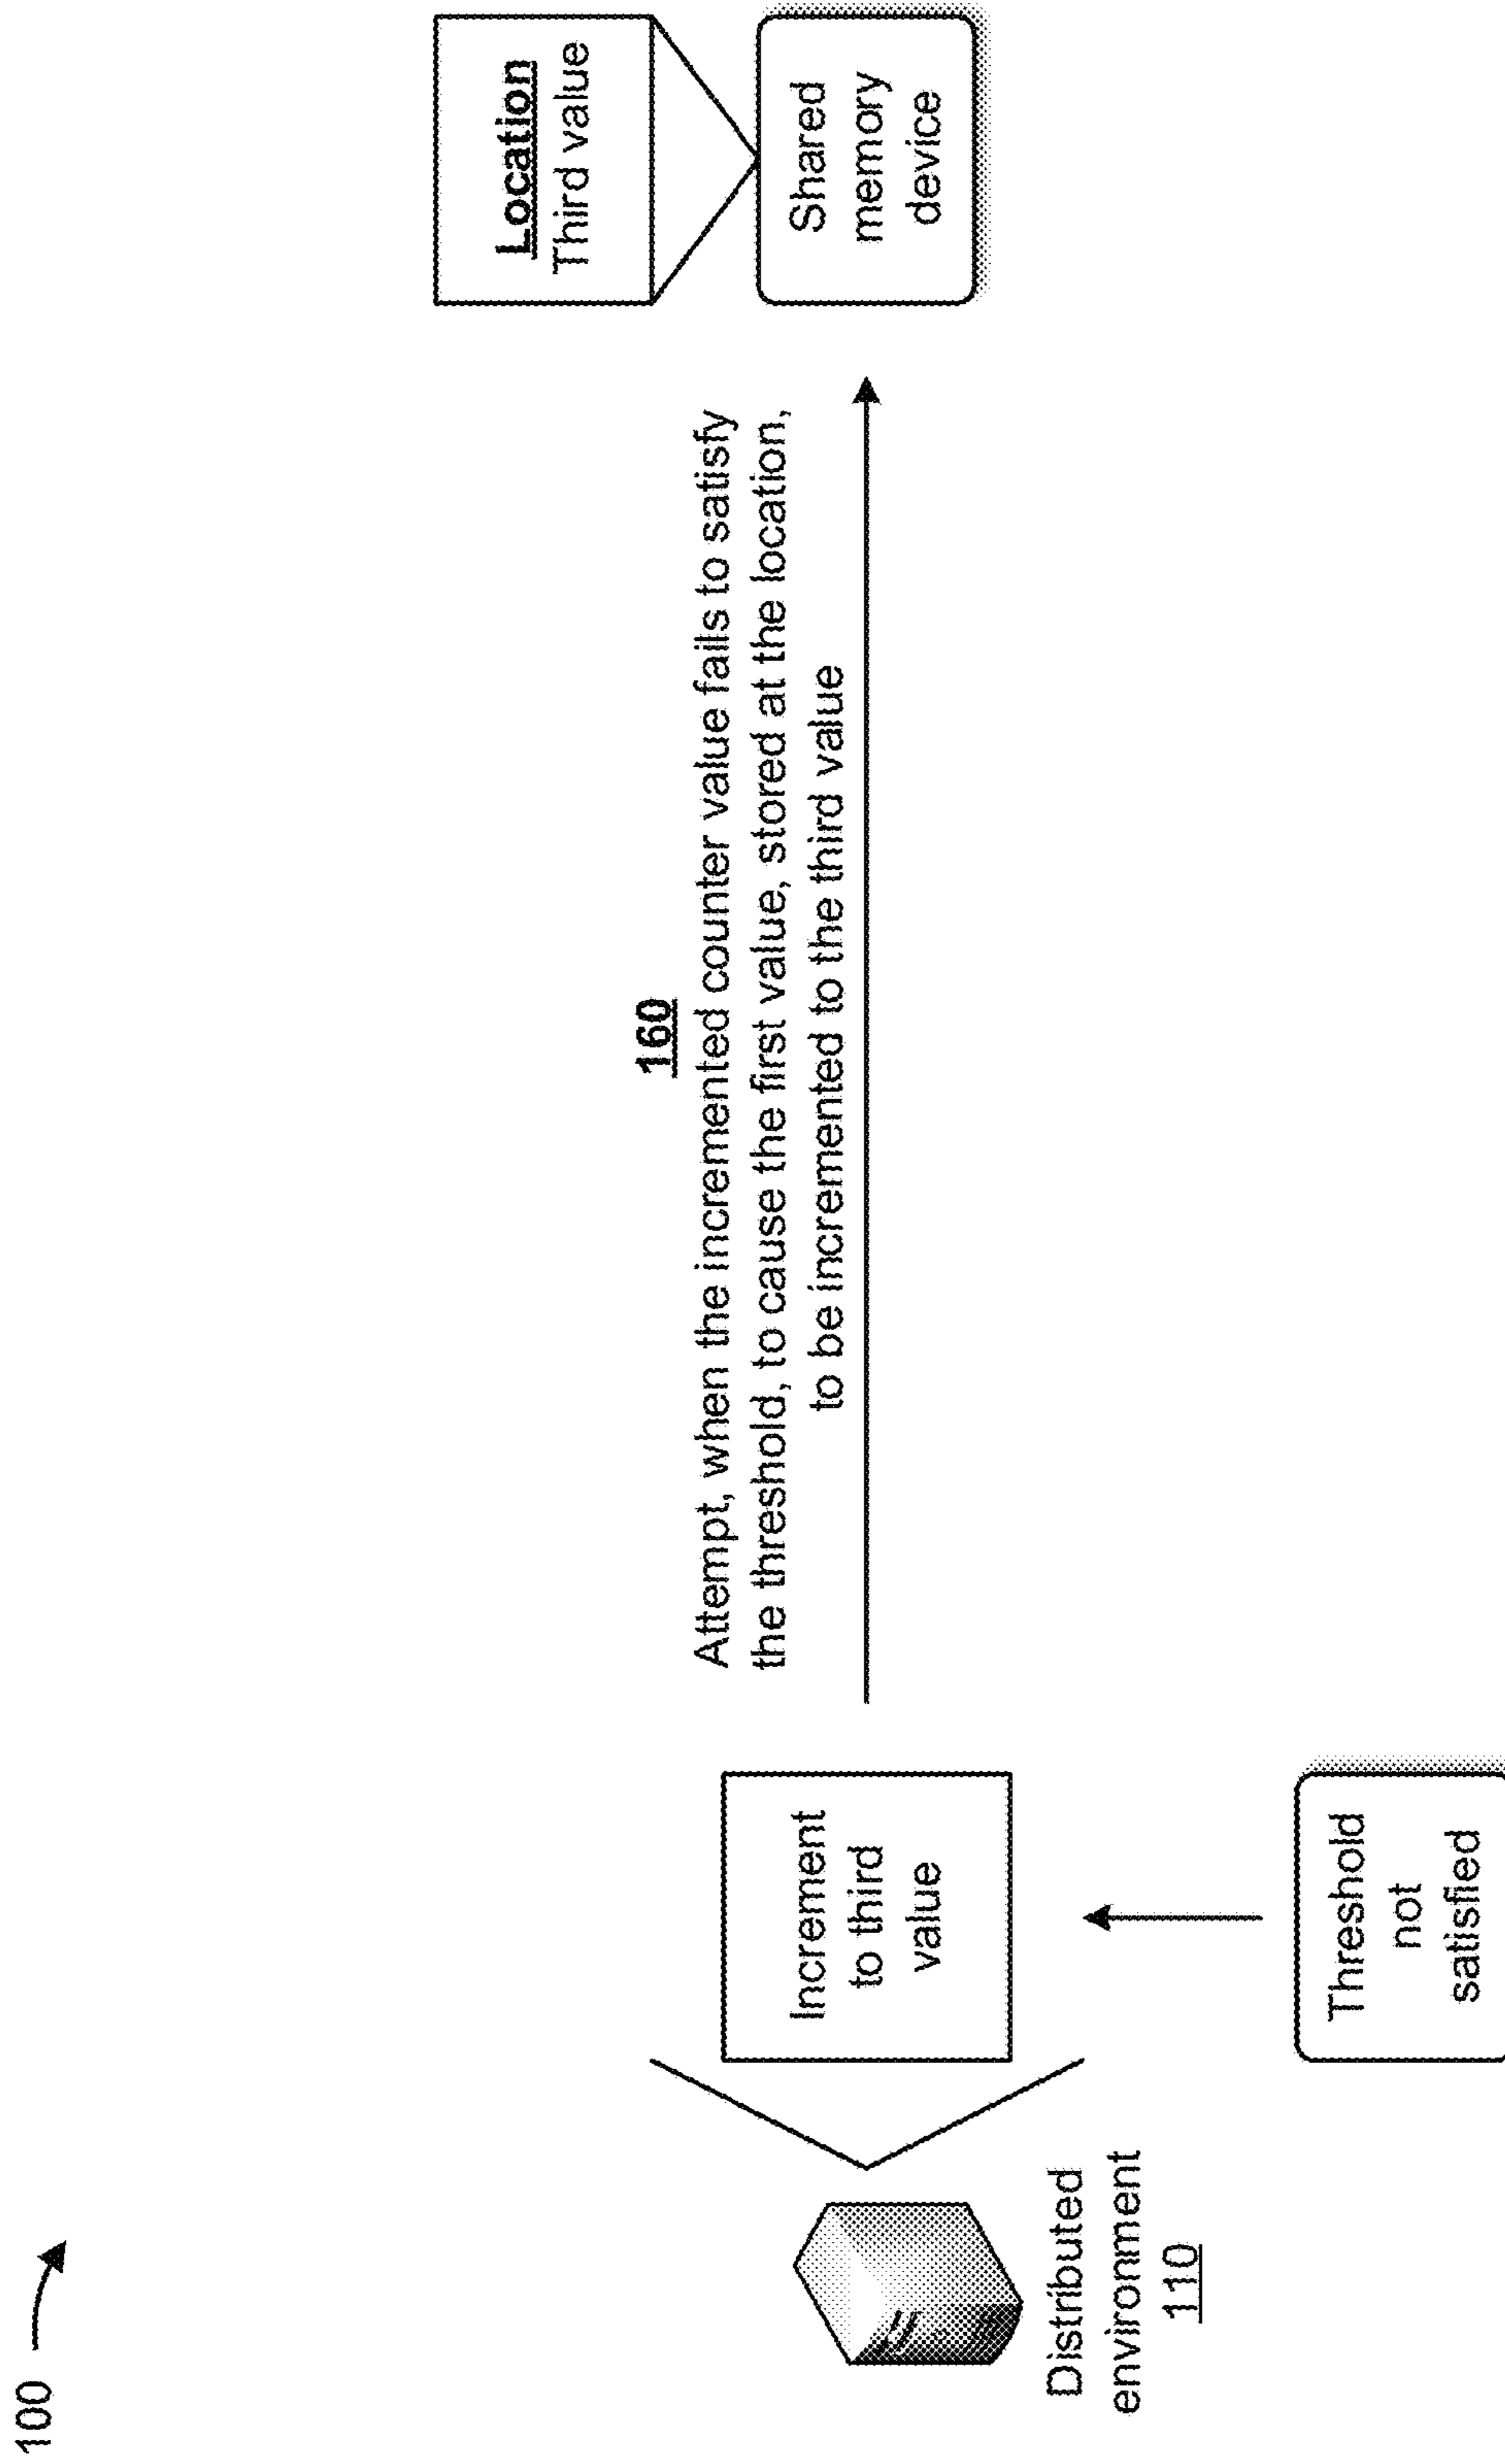 100
Location
Third value
160
Attempt, when the incremented counter value fails to satisfy
the threshold, to cause the first value, stored at the location,
to be incremented to the third value
Increment
to third
value
Shared
memory
device
Distributed
environment
110
Threshold
not
satisfied